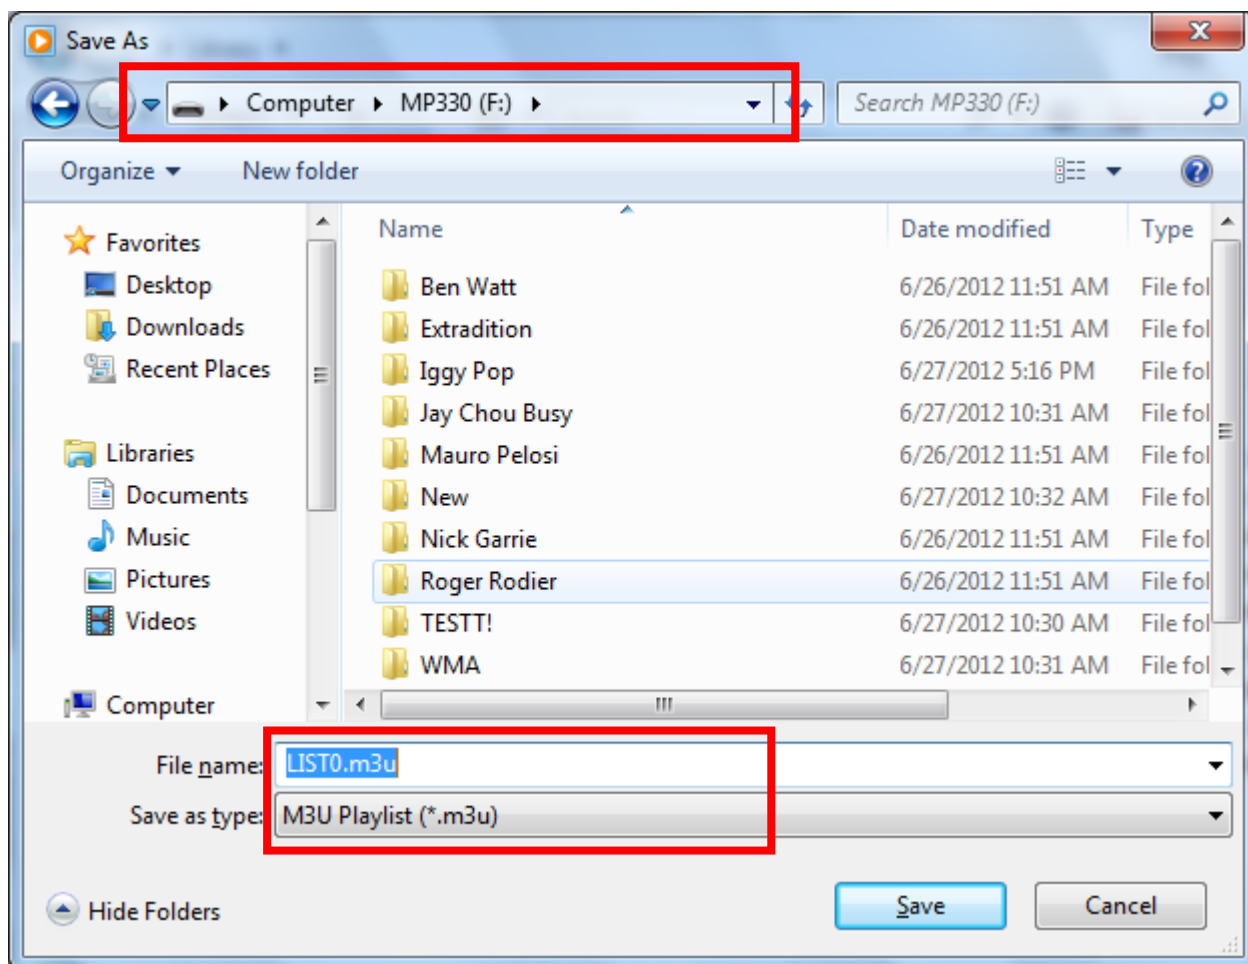 Save As
Computer MP330 (F:)
Search MP330 (F:)
Organize New folder
Favorites
Desktop
Downloads
Recent Places
Libraries
Documents
Music
Pictures
Videos
Computer
Name Date modified Type
Ben Watt 6/26/2012 11:51 AM File fol
Extradition 6/26/2012 11:51 AM File fol
Iggy Pop 6/27/2012 5:16 PM File fol
Jay Chou Busy 6/27/2012 10:31 AM File fol
Mauro Pelosi 6/26/2012 11:51 AM File fol
New 6/27/2012 10:32 AM File fol
Nick Garrie 6/26/2012 11:51 AM File fol
Roger Rodier 6/26/2012 11:51 AM File fol
TESTT! 6/27/2012 10:30 AM File fol
WMA 6/27/2012 10:31 AM File fol
File name: LIST0.m3u
Save as type: M3U Playlist (*.m3u)
Hide Folders
Save Cancel